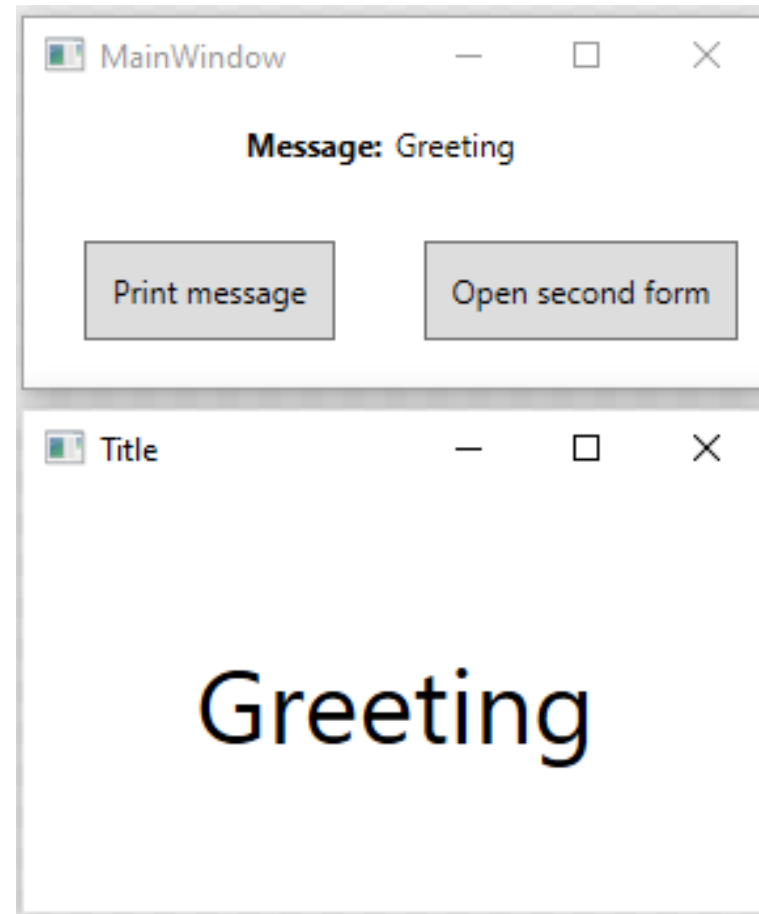 MainWindow
Message: Greeting
Print message
Open second form
Title
Greeting